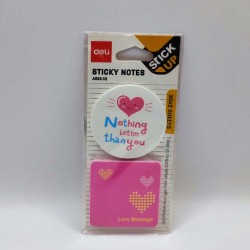 deli
STICK UP
STICKY NOTES
Nothing
better
than you
Love Message